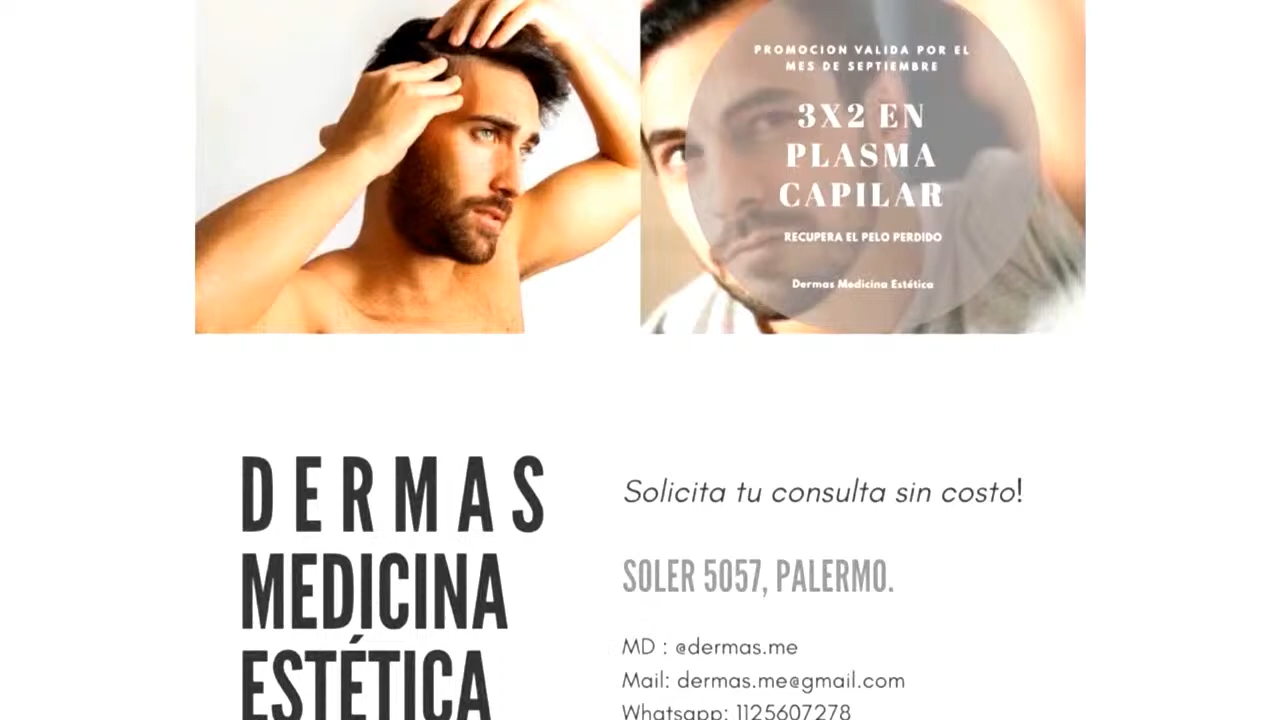 PROMOCION VALIDA POR EL
MES DE SEPTIEMBRE
3X2 EN
PLASMA
CAPILAR
RECUPERA EL PELO PERDIDO
Dermas Medicina Estética
DERMAS
MEDICINA
ESTÉTICA
Solicita tu consulta sin costo!
SOLER 5057, PALERMO.
MD : @dermas.me
Mail: dermas.me@gmail.com
Whatsapp: 1125607278